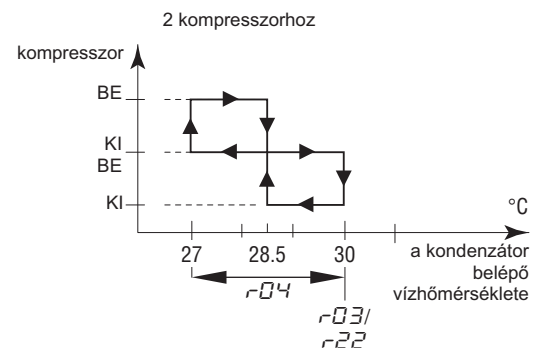 2 kompresszorhoz
kompresszor
BE
KI
BE
KI
°C
27
28.5
30
a kondenzátor
belépő
vízhőmérséklete
r04
r03/
r22